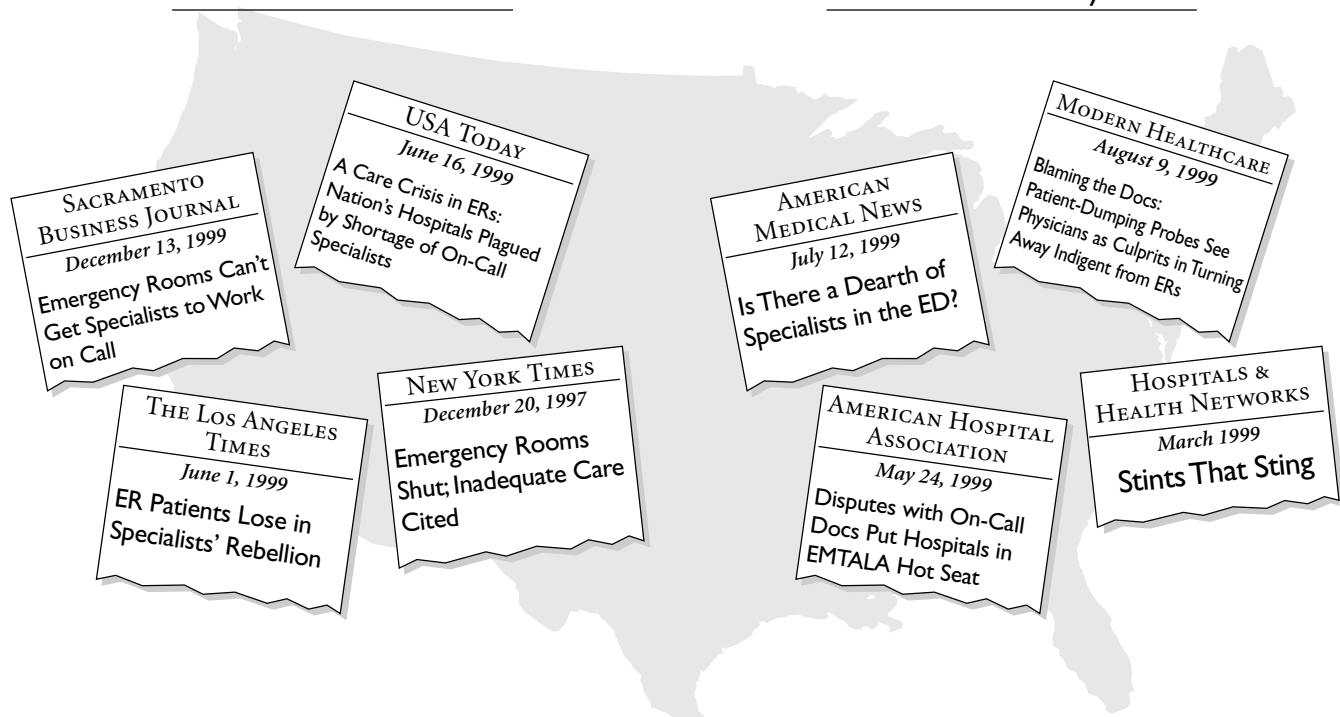 SACRAMENTO
BUSINESS JOURNAL
December 13, 1999
Emergency Rooms Can't
Get Specialists to Work
on Call
USA TODAY
June 16, 1999
A Care Crisis in ERs:
Nation's Hospitals Plagued
by Shortage of On-Call
Specialists
THE LOS ANGELES
TIMES
June 1, 1999
ER Patients Lose in
Specialists' Rebellion
NEW YORK TIMES
December 20, 1997
Emergency Rooms
Shut; Inadequate Care
Cited
AMERICAN
MEDICAL NEWS
July 12, 1999
Is There a Dearth of
Specialists in the ED?
MODERN HEALTHCARE
August 9, 1999
Blaming the Docs:
Patient-Dumping Probes See
Physicians as Culprits in Turning
Away Indigent from ERs
AMERICAN HOSPITAL
ASSOCIATION
May 24, 1999
Disputes with On-Call
Docs Put Hospitals in
EMTALA Hot Seat
HOSPITALS &
HEALTH NETWORKS
March 1999
Stints That Sting